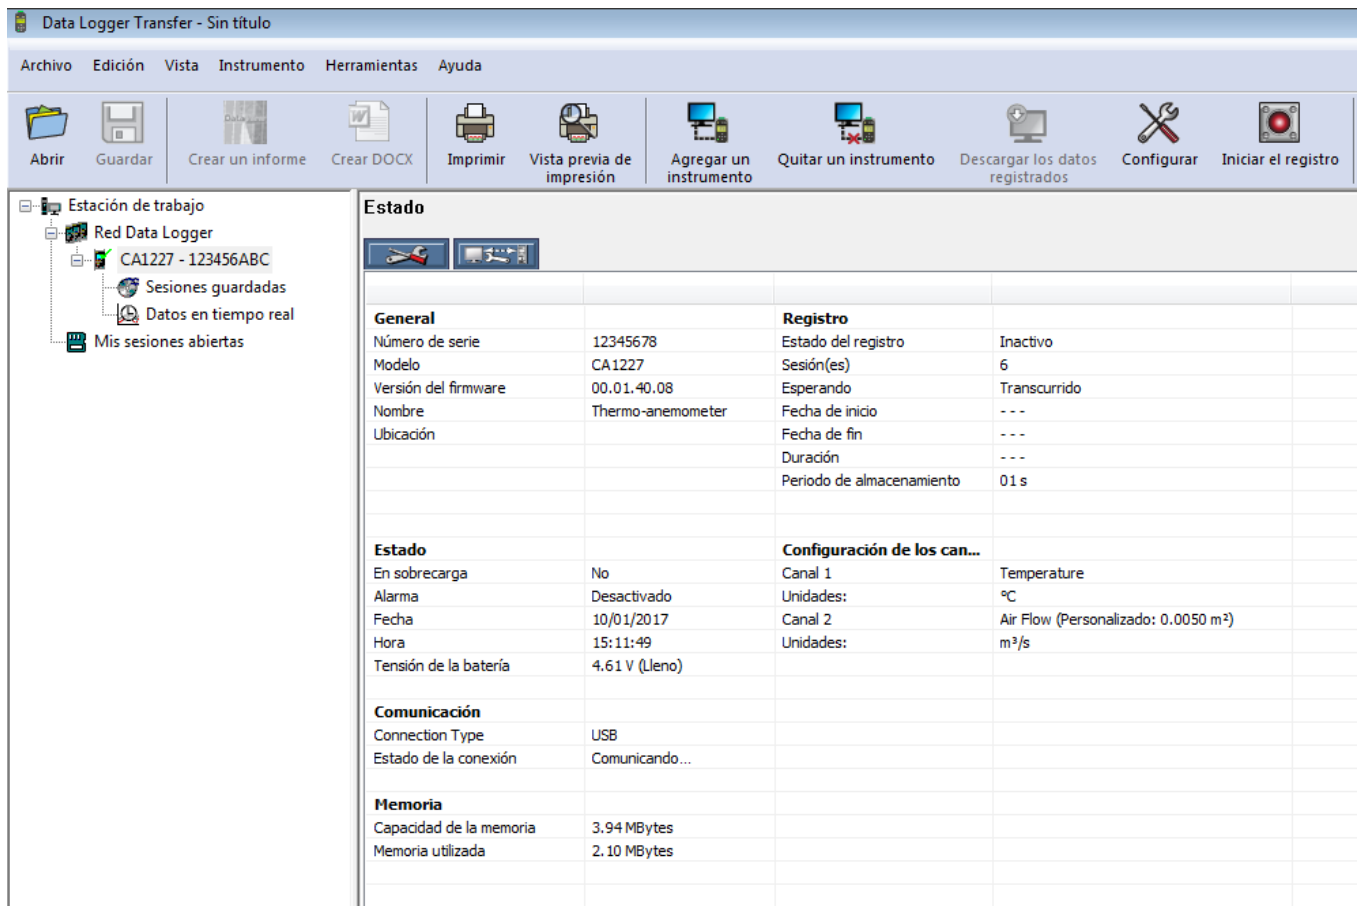 Data Logger Transfer - Sin título
Archivo Edición Vista Instrumento Herramientas Ayuda
Abrir Guardar Crear un informe Crear DOCX Imprimir Vista previa de impresión Agregar un instrumento Quitar un instrumento Descargar los datos registrados Configurar Iniciar el registro
Estación de trabajo
Red Data Logger
CA1227 - 123456ABC
Sesiones guardadas
Datos en tiempo real
Mis sesiones abiertas
Estado
General Registro
Número de serie 12345678 Estado del registro Inactivo
Modelo CA1227 Sesión(es) 6
Versión del firmware 00.01.40.08 Esperando Transcurrido
Nombre Thermo-anemometer Fecha de inicio - - -
Ubicación Fecha de fin - - -
Duración - - -
Periodo de almacenamiento 01 s
Estado Configuración de los can...
En sobrecarga No Canal 1 Temperature
Alarma Desactivado Unidades: ºC
Fecha 10/01/2017 Canal 2 Air Flow (Personalizado: 0.0050 m²)
Hora 15:11:49 Unidades: m³/s
Tensión de la batería 4.61 V (Lleno)
Comunicación
Connection Type USB
Estado de la conexión Comunicando...
Memoria
Capacidad de la memoria 3.94 MBytes
Memoria utilizada 2.10 MBytes